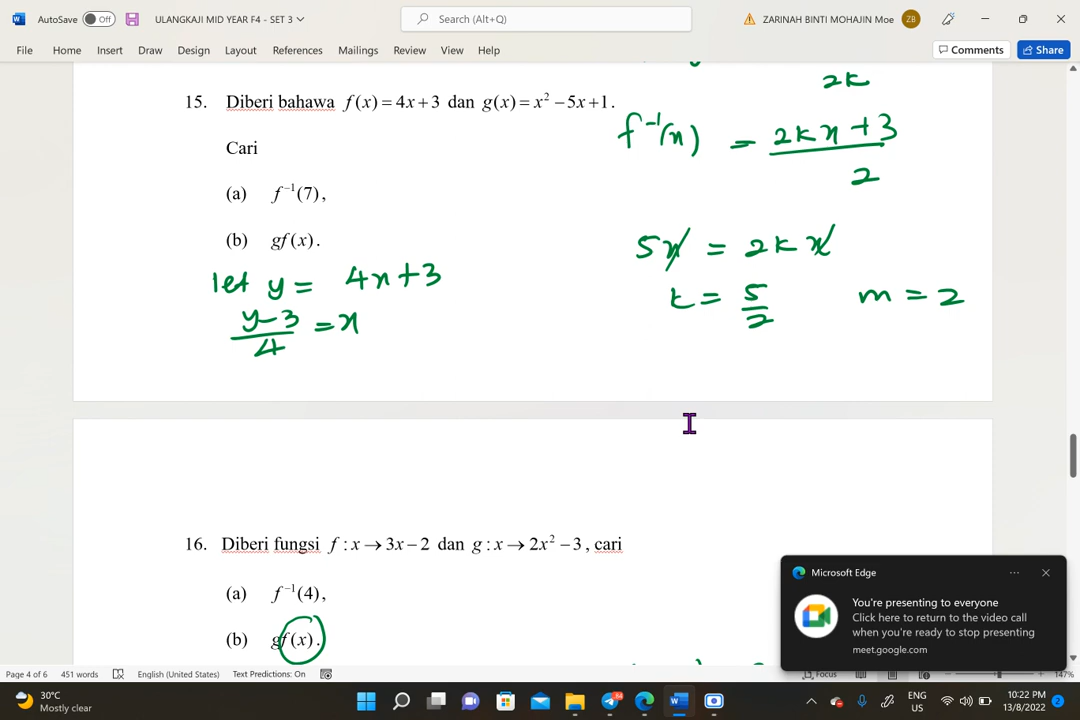 AutoSave Off ULANGKAJI MID YEAR F4 - SET 3 Search (Alt+Q) ZARINAH BINTI MOHAJIN Moe ZB
File Home Insert Draw Design Layout References Mailings Review View Help Comments Share
2k
15. Diberi bahawa f(x) = 4x + 3 dan g(x) = x² − 5x + 1.
f⁻¹(x) = 2kx + 3 / 2
Cari
(a) f⁻¹(7),
(b) gf(x).
5x = 2kx
let y = 4x + 3
k = 5/2 m = 2
y − 3 / 4 = x
16. Diberi fungsi f : x → 3x − 2 dan g : x → 2x² − 3, cari
(a) f⁻¹(4),
(b) gf(x).
Microsoft Edge
You're presenting to everyone
Click here to return to the video call
when you're ready to stop presenting
meet.google.com
Page 4 of 6 451 words English (United States) Text Predictions: On Focus 147%
30°C
Mostly clear
84
ENG
US
10:22 PM
13/8/2022
2